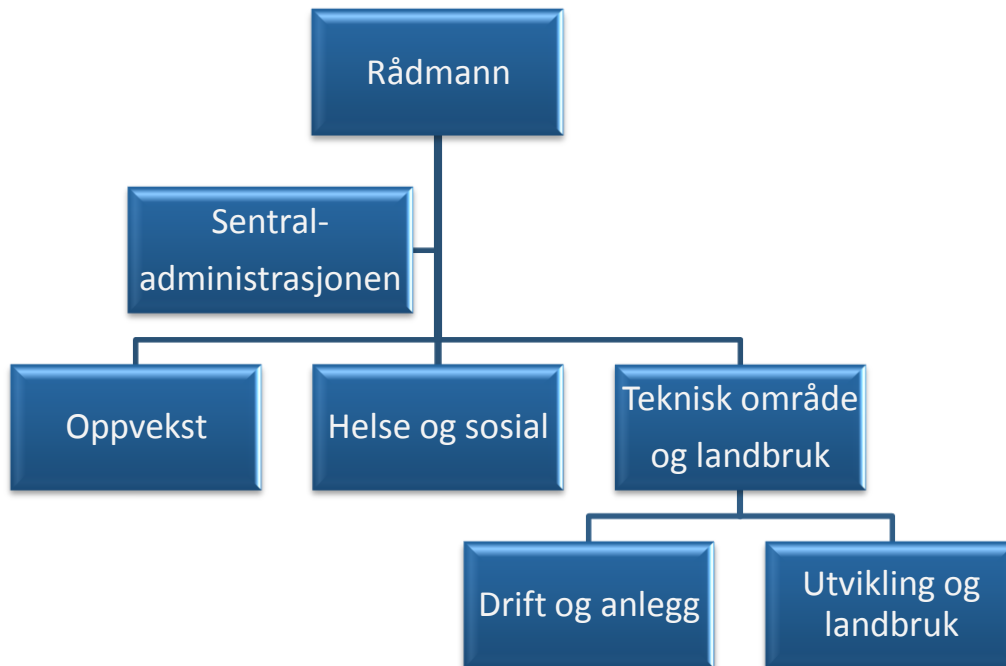 Rådmann
Sentral-
administrasjonen
Oppvekst
Helse og sosial
Teknisk område
og landbruk
Drift og anlegg
Utvikling og
landbruk